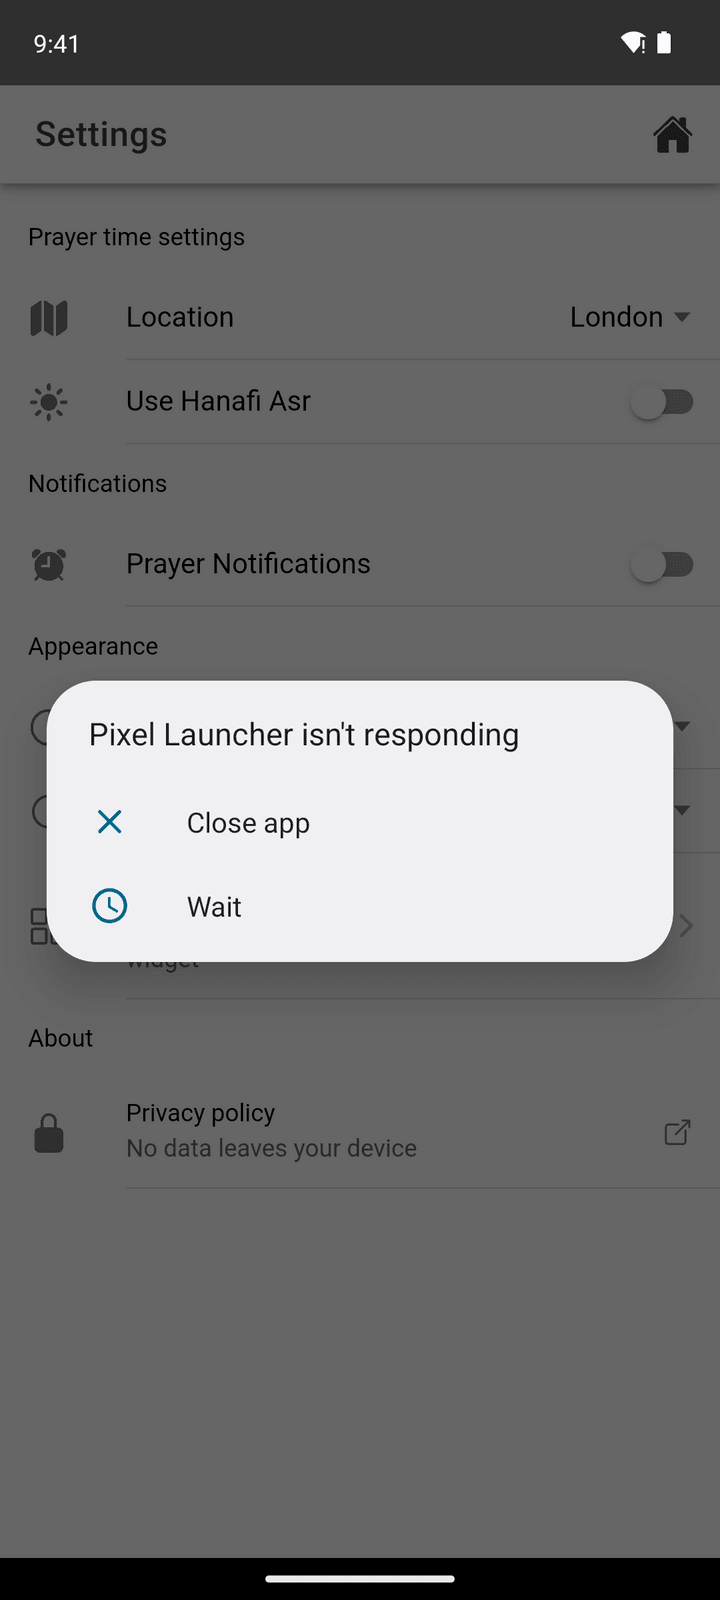 9:41
Settings
Prayer time settings
Location
London
Use Hanafi Asr
Notifications
Prayer Notifications
Appearance
Pixel Launcher isn't responding
Close app
Wait
widget
About
Privacy policy
No data leaves your device